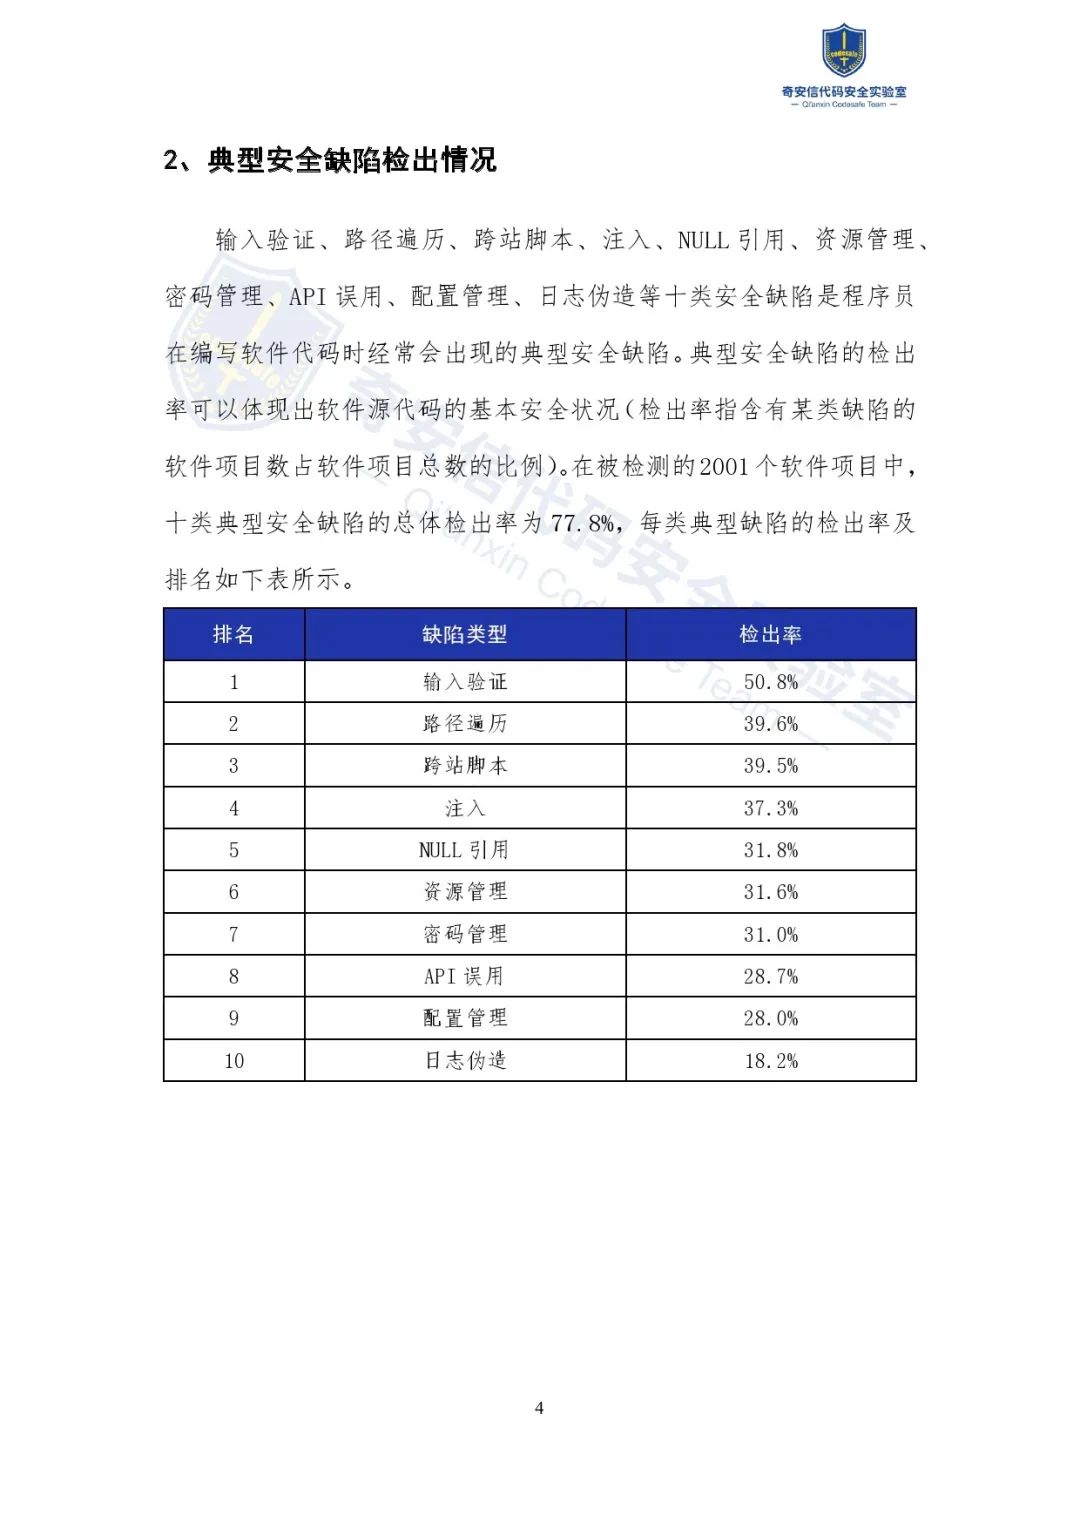 codesafe
奇安信代码安全实验室
— Qi'anxin Codesafe Team —
2、典型安全缺陷检出情况
输入验证、路径遍历、跨站脚本、注入、NULL 引用、资源管理、
密码管理、API 误用、配置管理、日志伪造等十类安全缺陷是程序员
在编写软件代码时经常会出现的典型安全缺陷。典型安全缺陷的检出
率可以体现出软件源代码的基本安全状况（检出率指含有某类缺陷的
软件项目数占软件项目总数的比例）。在被检测的2001个软件项目中，
十类典型安全缺陷的总体检出率为 77.8%，每类典型缺陷的检出率及
排名如下表所示。
排名 缺陷类型 检出率
1 输入验证 50.8%
2 路径遍历 39.6%
3 跨站脚本 39.5%
4 注入 37.3%
5 NULL 引用 31.8%
6 资源管理 31.6%
7 密码管理 31.0%
8 API 误用 28.7%
9 配置管理 28.0%
10 日志伪造 18.2%
4